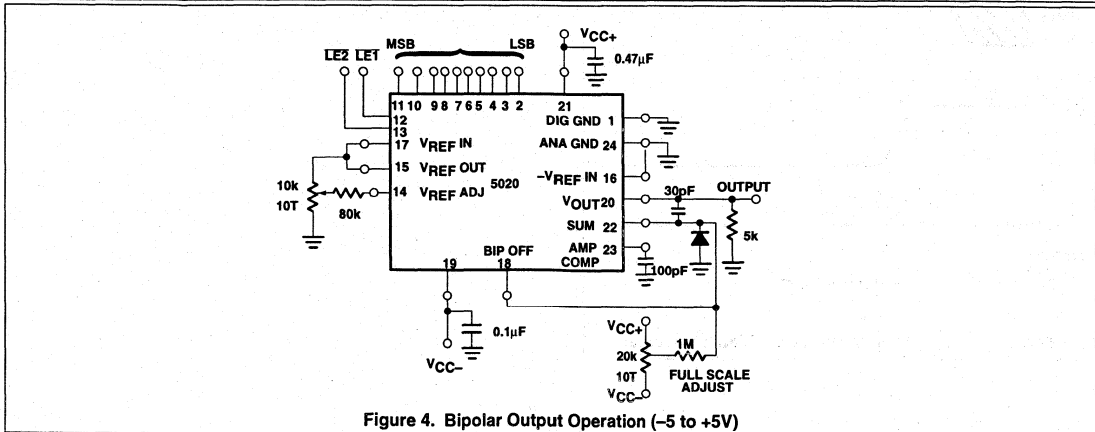 VCC+
MSB LSB
LE2 LE1
0.47µF
11 10 9 8 7 6 5 4 3 2 21
12
13
DIG GND 1
17 VREF IN
ANA GND 24
15 VREF OUT
–VREF IN 16
5020
10k
10T
14 VREF ADJ
80k
30pF
OUTPUT
VOUT 20
SUM 22
5k
AMP 23
COMP
BIP OFF
19 18
100pF
0.1µF
VCC–
VCC+
20k
10T
1M
FULL SCALE
ADJUST
VCC–
Figure 4. Bipolar Output Operation (–5 to +5V)